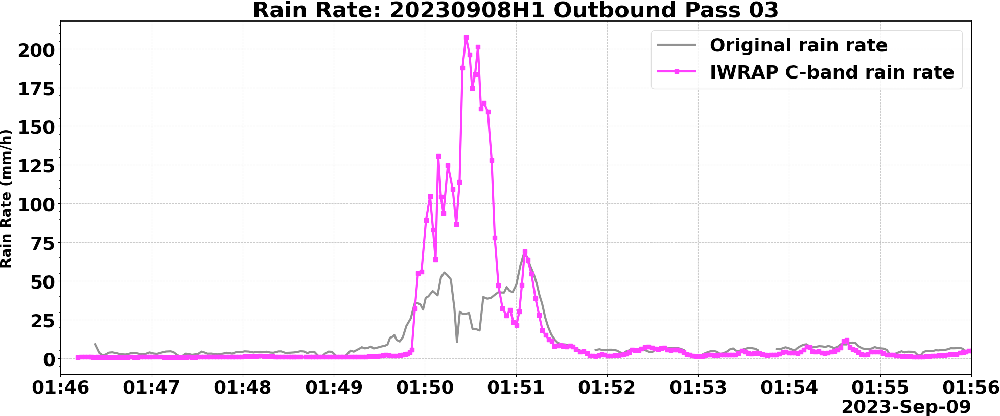 Rain Rate: 20230908H1 Outbound Pass 03
Original rain rate
IWRAP C-band rain rate
Rain Rate (mm/h)
200
175
150
125
100
75
50
25
0
01:46 01:47 01:48 01:49 01:50 01:51 01:52 01:53 01:54 01:55 01:56
2023-Sep-09